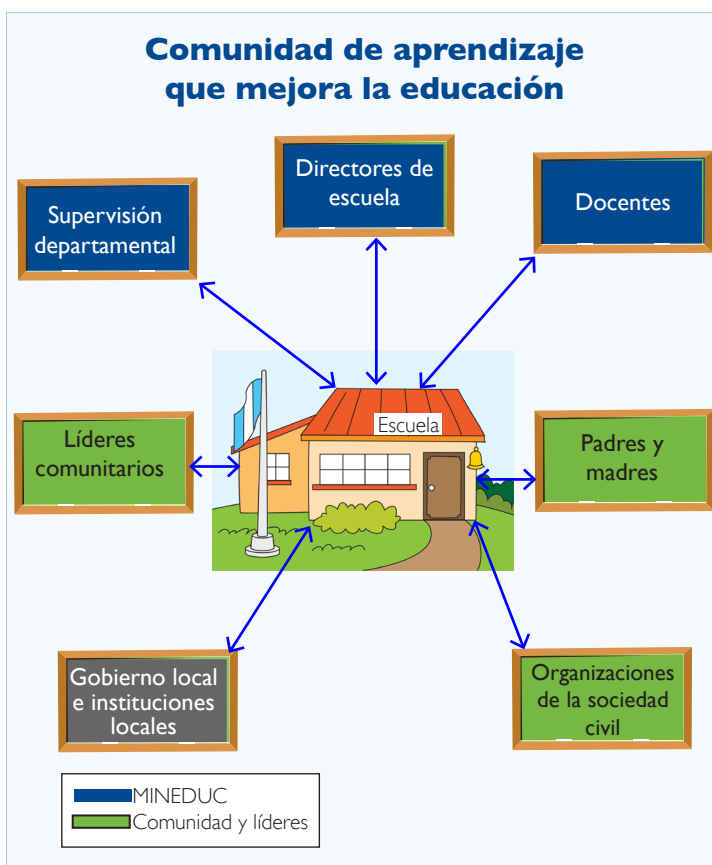 Comunidad de aprendizaje
que mejora la educación
Directores de
escuela
Supervisión
departamental
Docentes
Escuela
Líderes
comunitarios
Padres y
madres
Gobierno local
e instituciones
locales
Organizaciones
de la sociedad
civil
MINEDUC
Comunidad y líderes